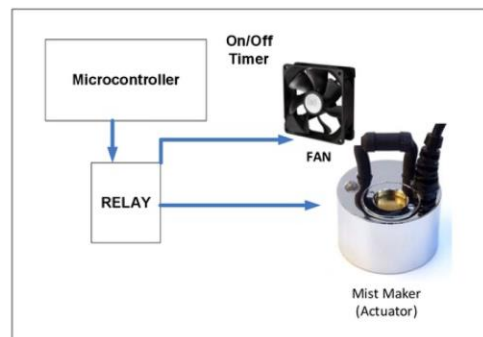 On/Off
Timer
Microcontroller
FAN
RELAY
Mist Maker
(Actuator)